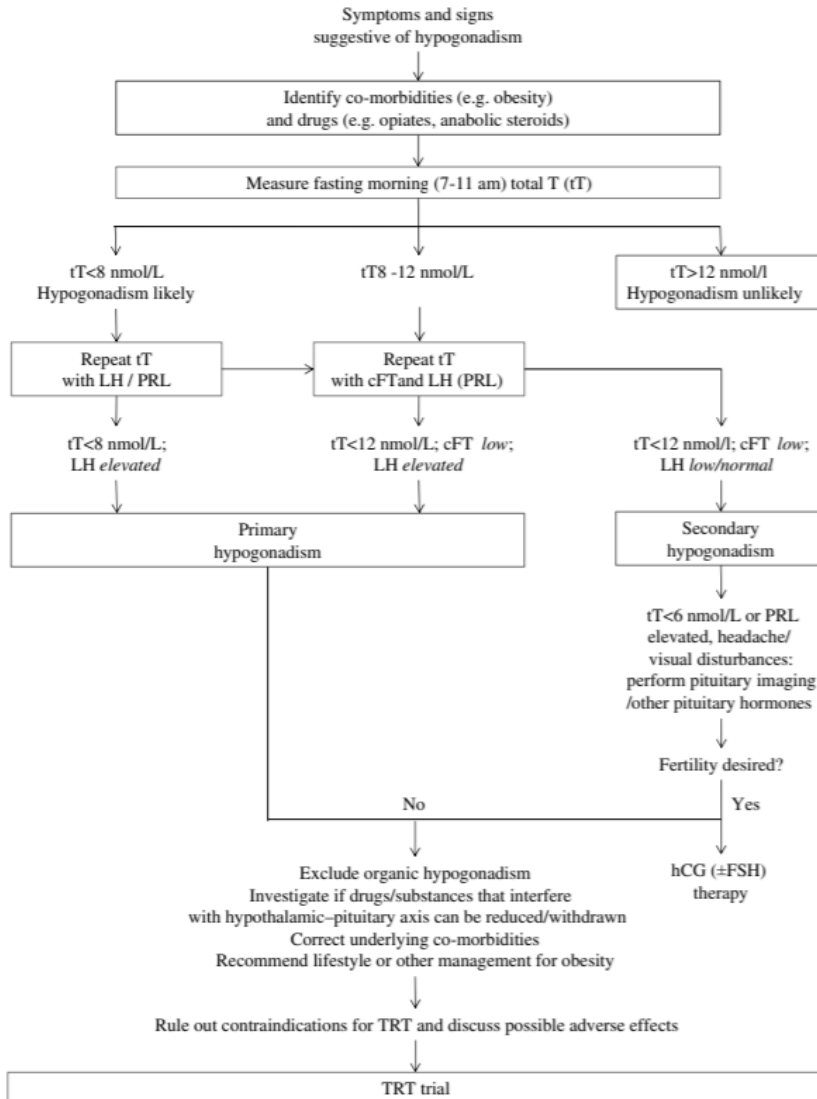 Symptoms and signs
suggestive of hypogonadism
Identify co-morbidities (e.g. obesity)
and drugs (e.g. opiates, anabolic steroids)
Measure fasting morning (7-11 am) total T (tT)
tT<8 nmol/L
Hypogonadism likely
tT8 -12 nmol/L
tT>12 nmol/l
Hypogonadism unlikely
Repeat tT
with LH / PRL
Repeat tT
with cFTand LH (PRL)
tT<8 nmol/L;
LH elevated
tT<12 nmol/L; cFT low;
LH elevated
tT<12 nmol/l; cFT low;
LH low/normal
Primary
hypogonadism
Secondary
hypogonadism
tT<6 nmol/L or PRL
elevated, headache/
visual disturbances:
perform pituitary imaging
/other pituitary hormones
Fertility desired?
No
Yes
Exclude organic hypogonadism
Investigate if drugs/substances that interfere
with hypothalamic–pituitary axis can be reduced/withdrawn
Correct underlying co-morbidities
Recommend lifestyle or other management for obesity
hCG (±FSH)
therapy
Rule out contraindications for TRT and discuss possible adverse effects
TRT trial